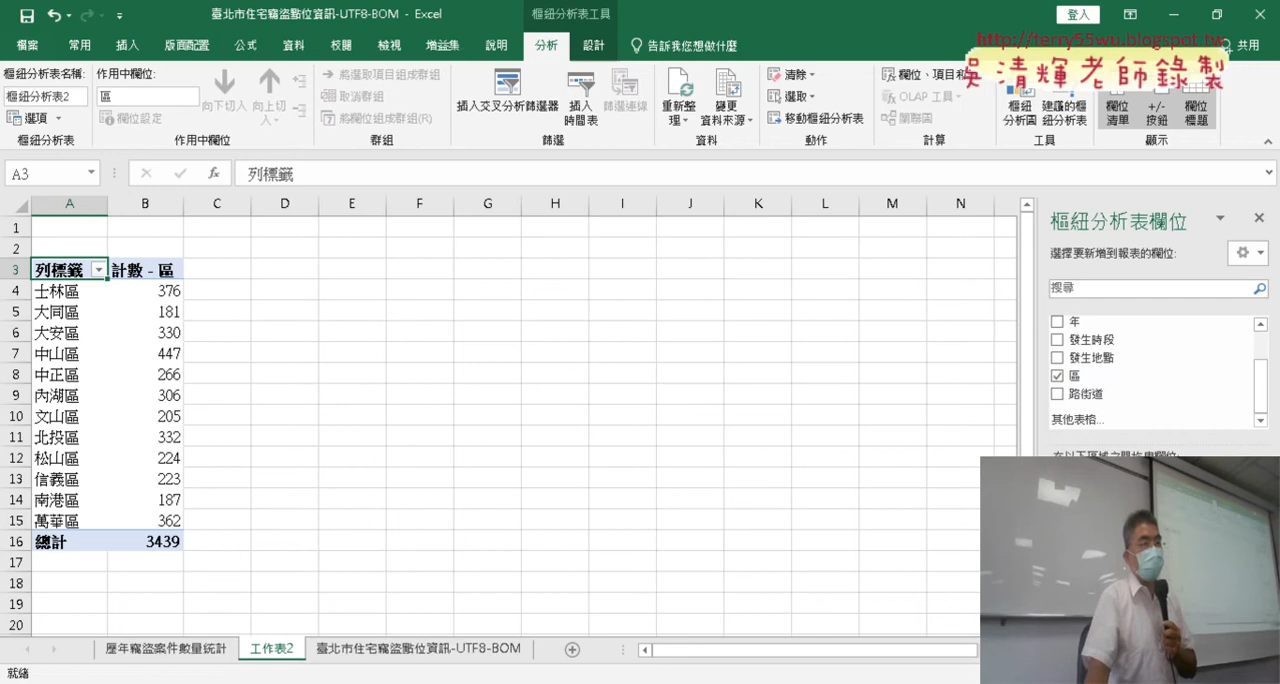 臺北市住宅竊盜點位資訊-UTF8-BOM - Excel
樞紐分析表工具
登入
檔案 常用 插入 版面配置 公式 資料 校閱 檢視 增益集 說明 分析 設計 告訴我您想做什麼 共用
http://terry55wu.blogspot.tw
吳清輝老師錄製
樞紐分析表名稱:
樞紐分析表2
選項
樞紐分析表
作用中欄位:
區
欄位設定
向下切入
向上切入
作用中欄位
將選取項目組成群組
取消群組
將欄位組成群組(R)
群組
插入交叉分析篩選器
插入時間表
篩選連線
篩選
重新整理
變更資料來源
資料
清除
選取
移動樞紐分析表
動作
欄位、項目和
OLAP 工具
關聯圖
計算
樞紐分析圖
建議的樞紐分析表
工具
欄位清單
+/-按鈕
欄位標題
顯示
A3
fx
列標籤
A B C D E F G H I J K L M N
1
2
3 列標籤 計數 - 區
4 士林區 376
5 大同區 181
6 大安區 330
7 中山區 447
8 中正區 266
9 內湖區 306
10 文山區 205
11 北投區 332
12 松山區 224
13 信義區 223
14 南港區 187
15 萬華區 362
16 總計 3439
17
18
19
20
樞紐分析表欄位
選擇要新增到報表的欄位:
搜尋
年
發生時段
發生地點
區
路街道
其他表格...
在以下區域之間拖曳欄位:
歷年竊盜案件數量統計 工作表2 臺北市住宅竊盜點位資訊-UTF8-BOM
就緒